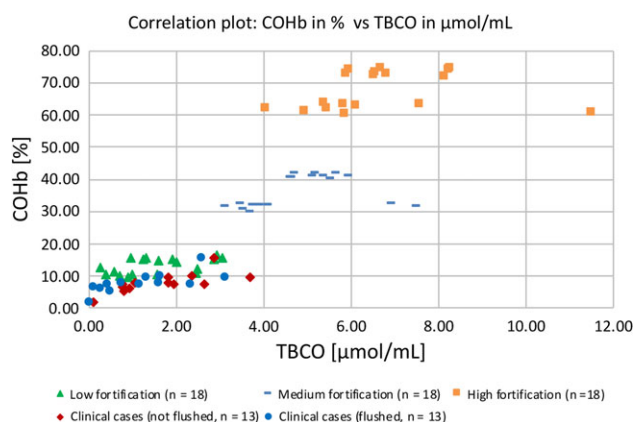 Correlation plot: COHb in % vs TBCO in µmol/mL
80.00
70.00
60.00
50.00
40.00
30.00
20.00
10.00
0.00
COHb [%]
0.00 2.00 4.00 6.00 8.00 10.00 12.00
TBCO [µmol/mL]
Low fortification (n = 18) Medium fortification (n = 18) High fortification (n =18)
Clinical cases (not flushed, n = 13) Clinical cases (flushed, n = 13)